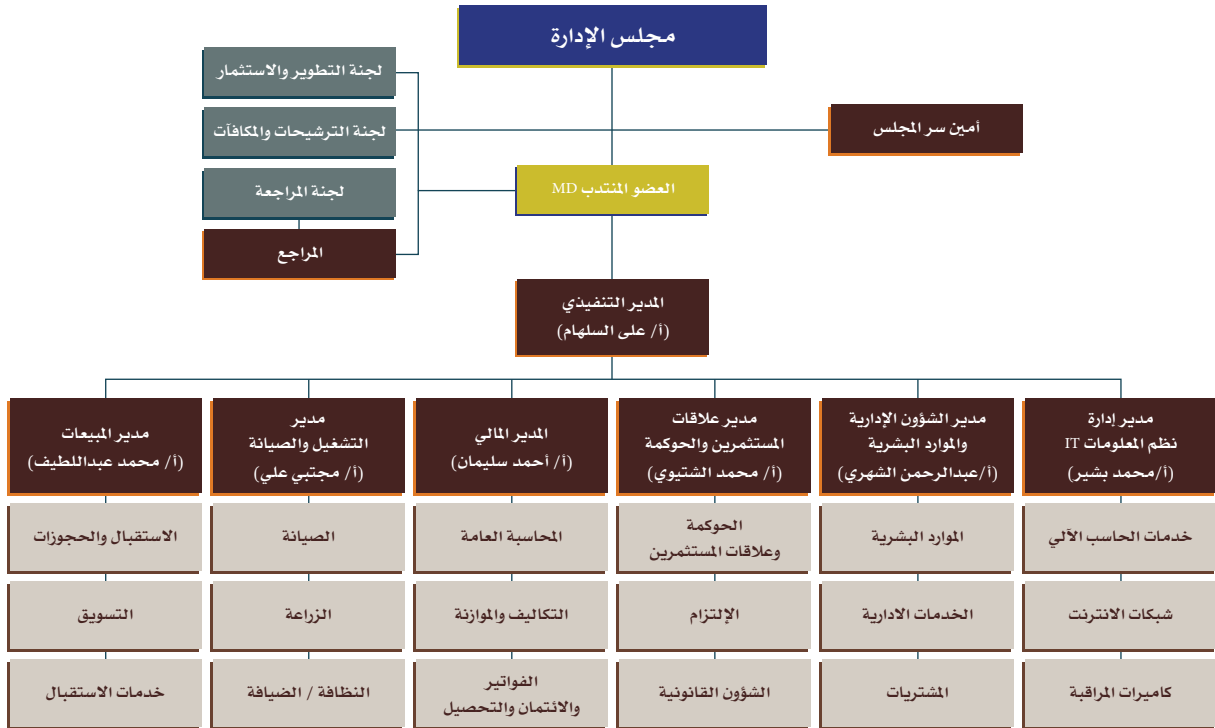 مجلس الإدارة
لجنة التطوير والاستثمار
لجنة الترشيحات والمكافآت
أمين سر المجلس
العضو المنتدب MD
لجنة المراجعة
المراجع
المدير التنفيذي
(أ/ على السلهام)
مدير إدارة
نظم المعلومات IT
(أ/محمد بشير)
خدمات الحاسب الآلي
شبكات الانترنت
كاميرات المراقبة
مدير الشؤون الإدارية
والموارد البشرية
(أ/عبدالرحمن الشهري)
الموارد البشرية
الخدمات الادارية
المشتريات
مدير علاقات
المستثمرين والحوكمة
(أ/ محمد الشتيوي)
الحوكمة
وعلاقات المستثمرين
الإلتزام
الشؤون القانونية
المدير المالي
(أ/ أحمد سليمان)
المحاسبة العامة
التكاليف والموازنة
الفواتير
والائتمان والتحصيل
مدير
التشغيل والصيانة
(أ/ مجتبي علي)
الصيانة
الزراعة
النظافة / الضيافة
مدير المبيعات
(أ/ محمد عبداللطيف)
الاستقبال والحجوزات
التسويق
خدمات الاستقبال